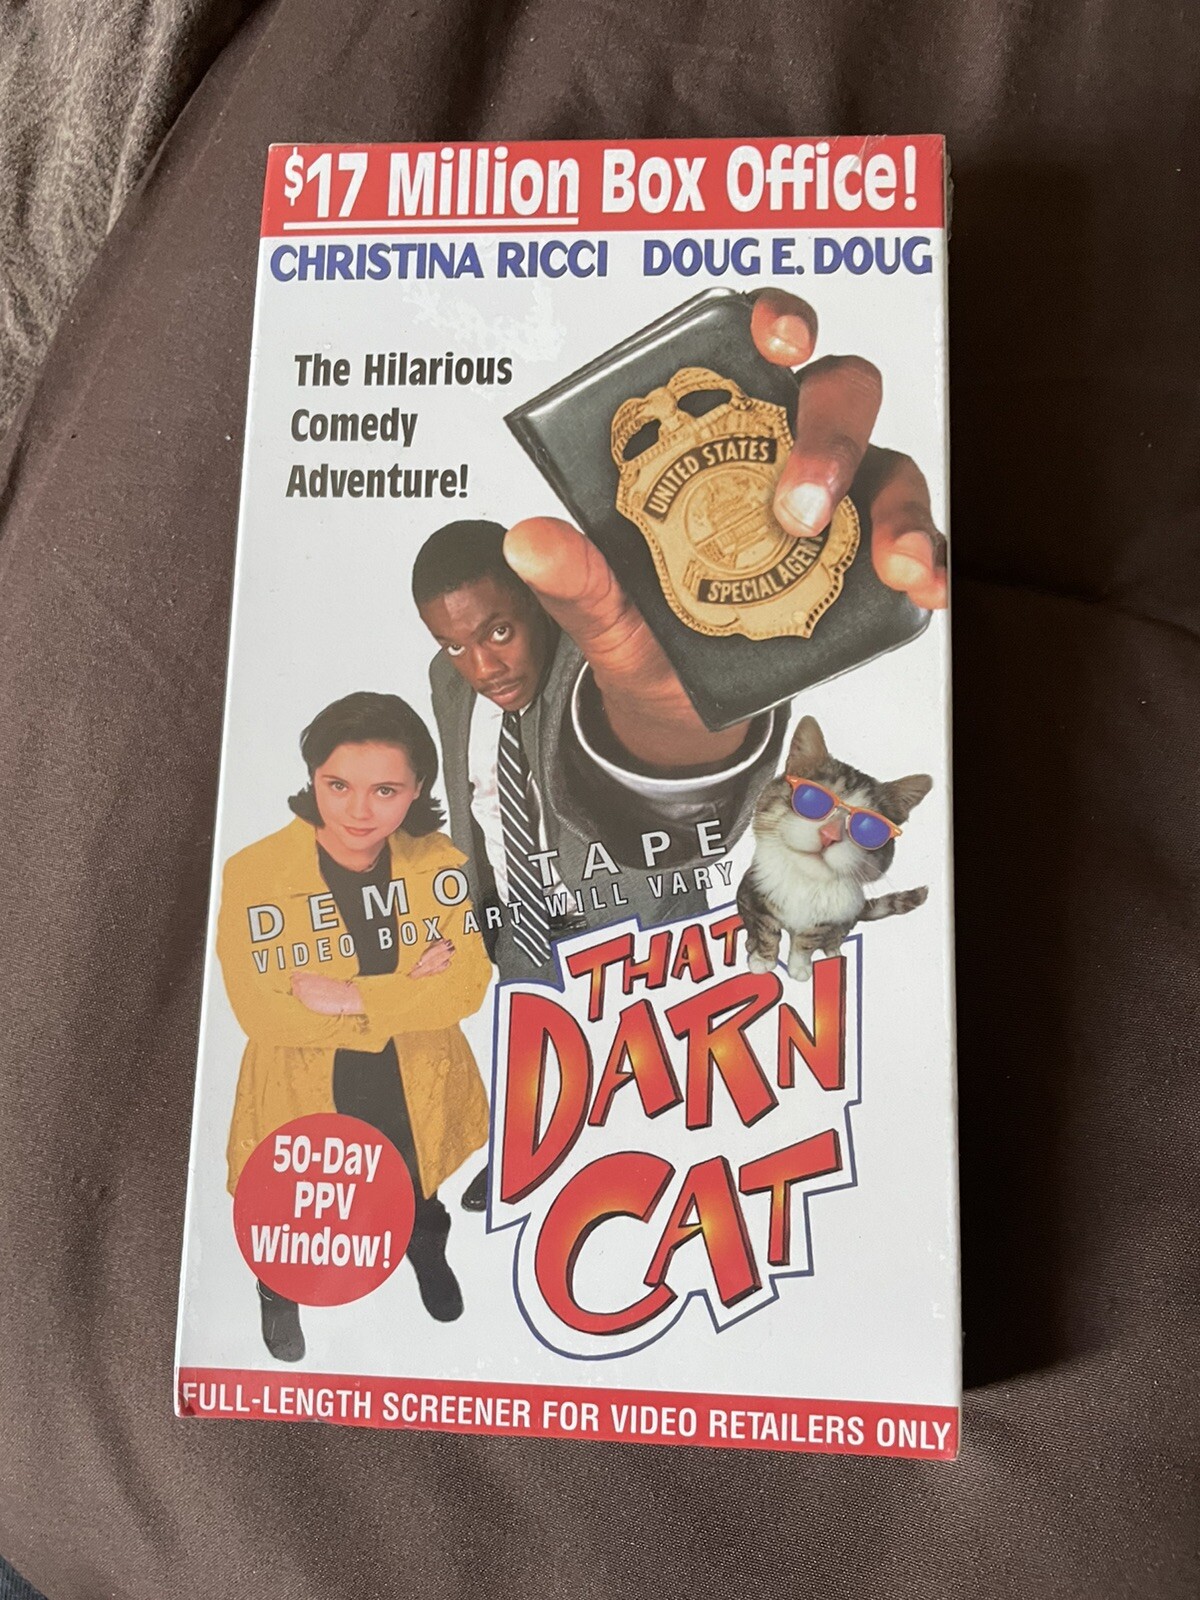 $17 Million Box Office!
CHRISTINA RICCI DOUG E. DOUG
The Hilarious
Comedy
Adventure!
UNITED STATES
SPECIAL AGENT
DEMO TAPE
VIDEO BOX ART WILL VARY
THAT
DARN
CAT
50-Day
PPV
Window!
FULL-LENGTH SCREENER FOR VIDEO RETAILERS ONLY